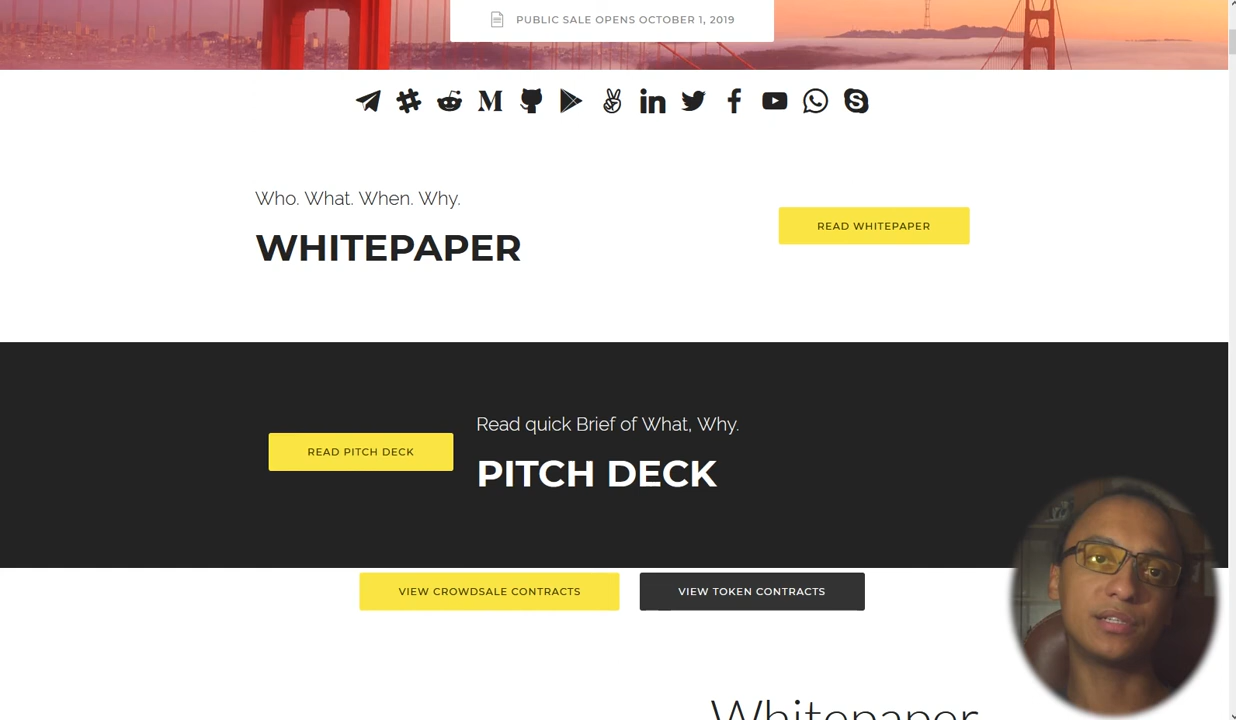 PUBLIC SALE OPENS OCTOBER 1, 2019
Who. What. When. Why.
WHITEPAPER
READ WHITEPAPER
Read quick Brief of What, Why.
READ PITCH DECK
PITCH DECK
VIEW CROWDSALE CONTRACTS
VIEW TOKEN CONTRACTS
Whitepaper